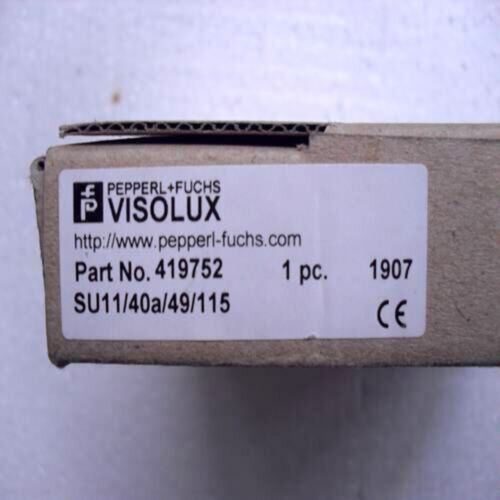 PEPPERL+FUCHS
VISOLUX
http://www.pepperl-fuchs.com
Part No. 419752 1 pc. 1907
SU11/40a/49/115 CE